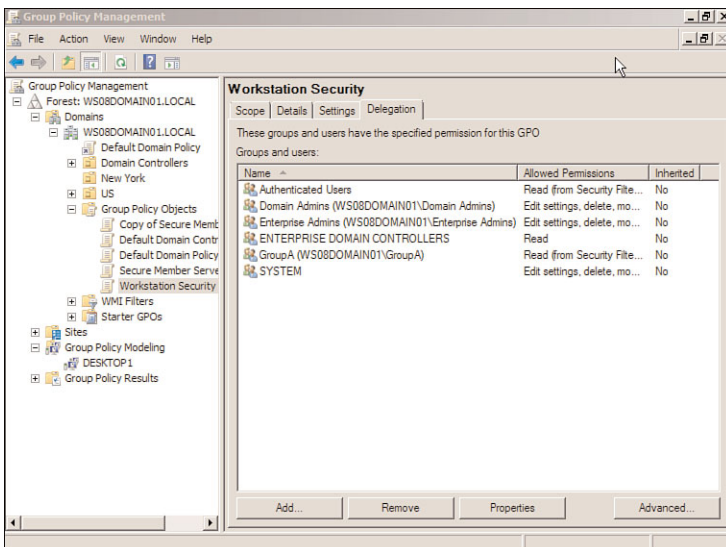 Group Policy Management
File Action View Window Help
Group Policy Management
Forest: WS08DOMAIN01.LOCAL
Domains
WS08DOMAIN01.LOCAL
Default Domain Policy
Domain Controllers
New York
US
Group Policy Objects
Copy of Secure Memb
Default Domain Contr
Default Domain Policy
Secure Member Serve
Workstation Security
WMI Filters
Starter GPOs
Sites
Group Policy Modeling
DESKTOP1
Group Policy Results
Workstation Security
Scope Details Settings Delegation
These groups and users have the specified permission for this GPO
Groups and users:
Name Allowed Permissions Inherited
Authenticated Users Read (from Security Filte... No
Domain Admins (WS08DOMAIN01\Domain Admins) Edit settings, delete, mo... No
Enterprise Admins (WS08DOMAIN01\Enterprise Admins) Edit settings, delete, mo... No
ENTERPRISE DOMAIN CONTROLLERS Read No
GroupA (WS08DOMAIN01\GroupA) Read (from Security Filte... No
SYSTEM Edit settings, delete, mo... No
Add... Remove Properties Advanced...